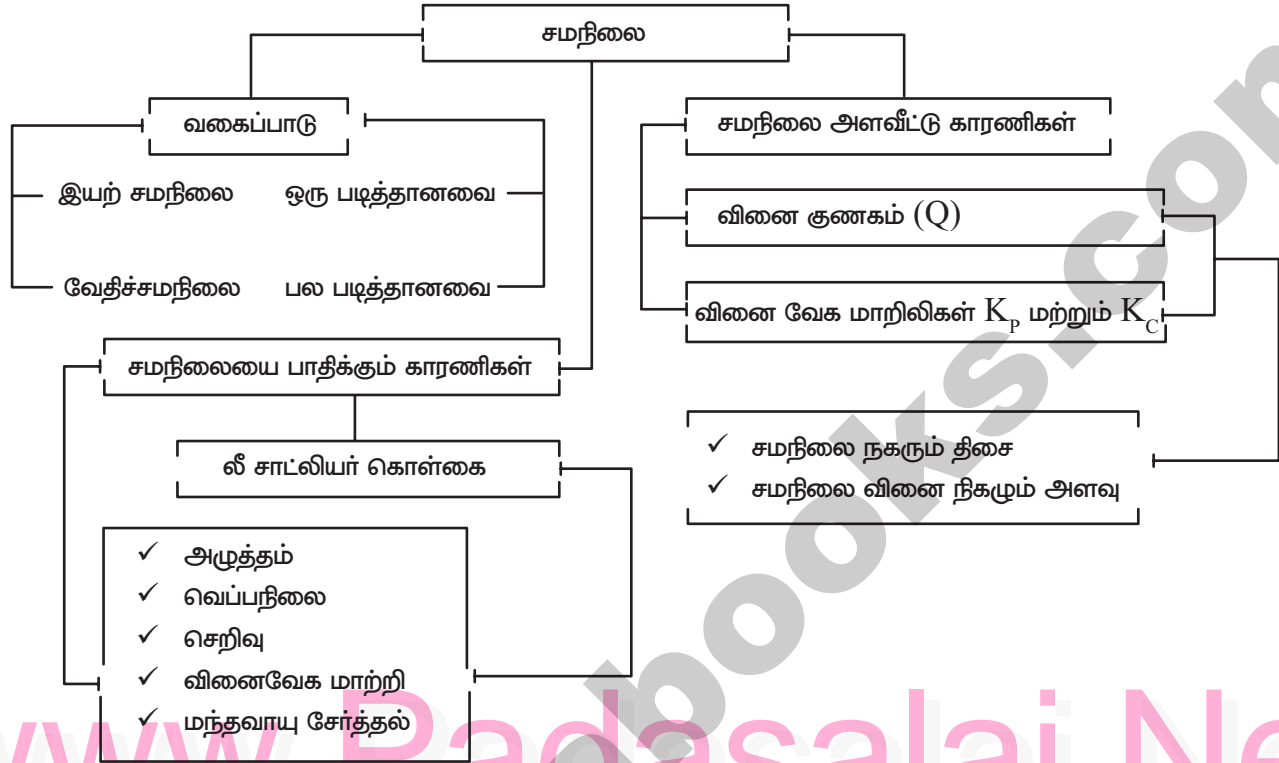 சமநிலை
வகைப்பாடு
இயற் சமநிலை
ஒரு படித்தானவை
வேதிச்சமநிலை
பல படித்தானவை
சமநிலை அளவீட்டு காரணிகள்
வினை குணகம் (Q)
வினை வேக மாறிலிகள் K_P மற்றும் K_C
✓ சமநிலை நகரும் திசை
✓ சமநிலை வினை நிகழும் அளவு
சமநிலையை பாதிக்கும் காரணிகள்
லீ சாட்லியர் கொள்கை
✓ அழுத்தம்
✓ வெப்பநிலை
✓ செறிவு
✓ வினைவேக மாற்றி
✓ மந்தவாயு சேர்த்தல்
www.Padasalai.Ne
books.com